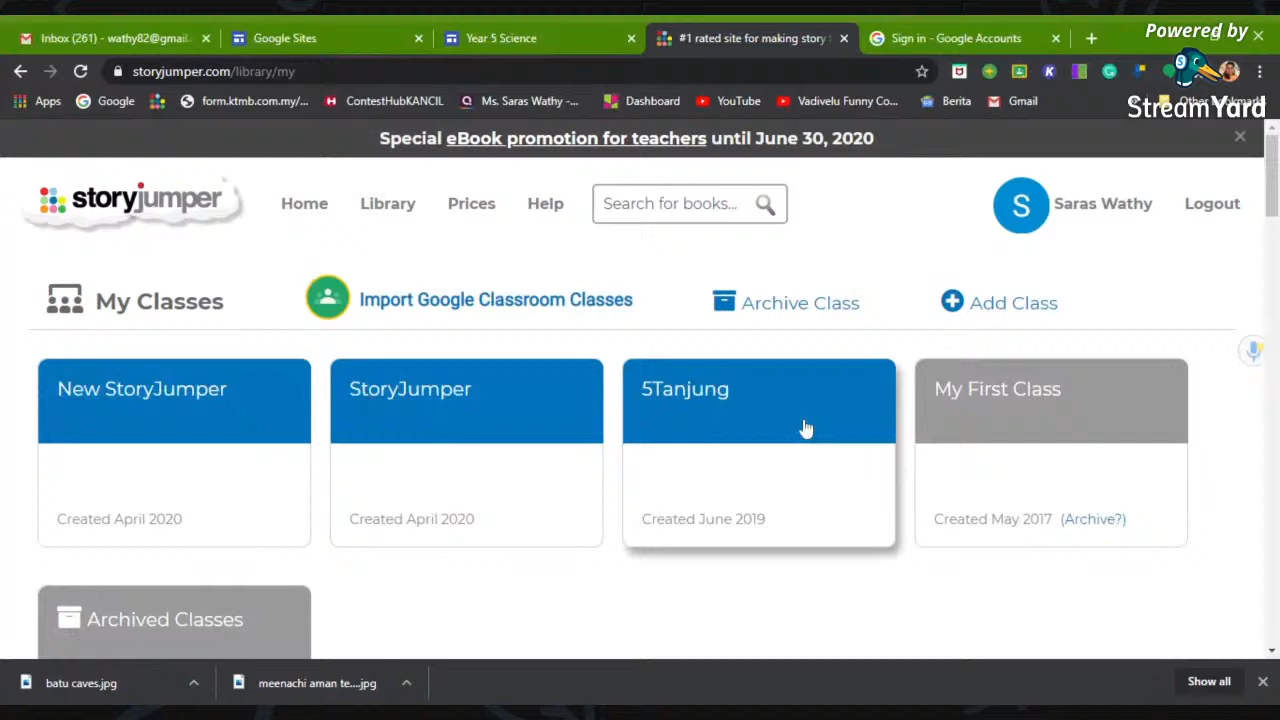 Powered by
StreamYard
Inbox (261) - wathy82@gmail.
Google Sites
Year 5 Science
#1 rated site for making story
Sign in - Google Accounts
storyjumper.com/library/my
Apps
Google
form.ktmb.com.my/...
ContestHubKANCIL
Ms. Saras Wathy -...
Dashboard
YouTube
Vadivelu Funny Co...
Berita
Gmail
Special eBook promotion for teachers until June 30, 2020
storyjumper
Home
Library
Prices
Help
Search for books...
S
Saras Wathy
Logout
My Classes
Import Google Classroom Classes
Archive Class
Add Class
New StoryJumper
StoryJumper
5Tanjung
My First Class
Created April 2020
Created April 2020
Created June 2019
Created May 2017 (Archive?)
Archived Classes
batu caves.jpg
meenachi aman te....jpg
Show all